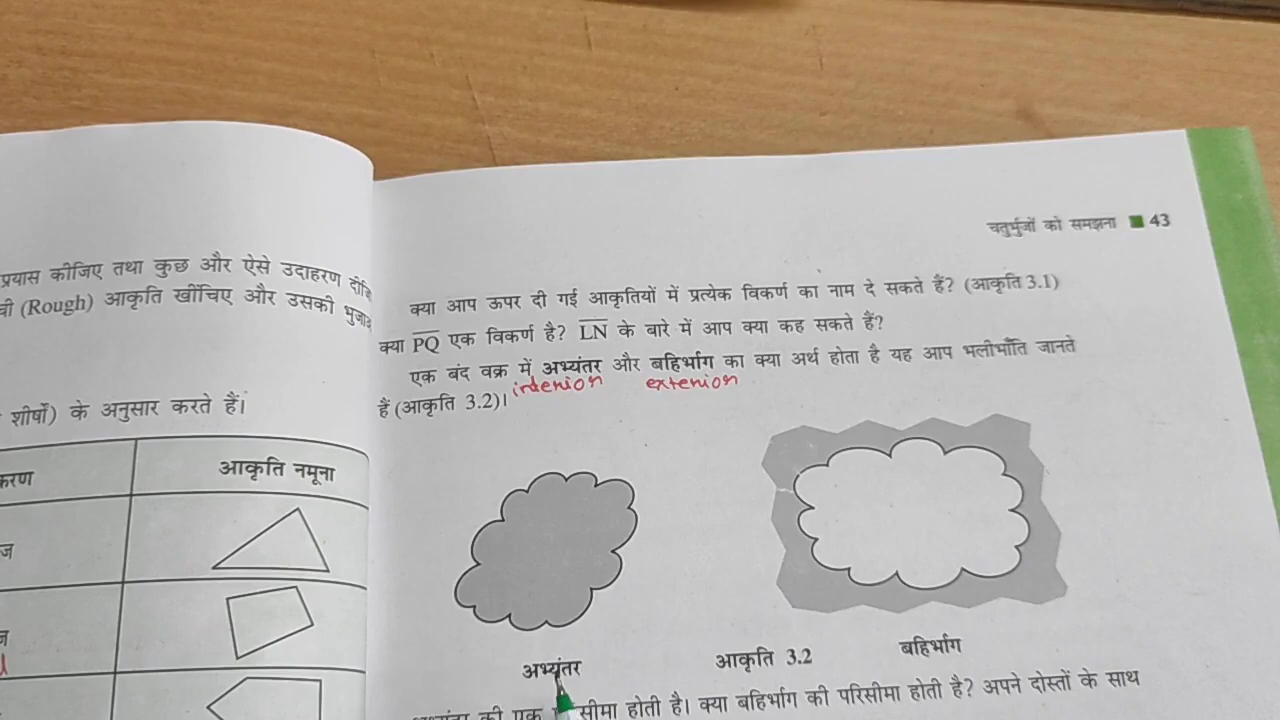 प्रयास कीजिए तथा कुछ और ऐसे उदाहरण
(Rough) आकृति खींचिए और उसकी
शीर्षों) के अनुसार करते हैं।
आकृति नमूना
चतुर्भुजों को समझना 43
क्या आप ऊपर दी गई आकृतियों में प्रत्येक विकर्ण का नाम दे सकते हैं? (आकृति 3.1)
क्या PQ एक विकर्ण है? LN के बारे में आप क्या कह सकते हैं?
एक बंद वक्र में अभ्यंतर और बहिर्भाग का क्या अर्थ होता है यह आप भलीभाँति जानते
interior exterior
हैं (आकृति 3.2)।
अभ्यंतर आकृति 3.2 बहिर्भाग
की एक सीमा होती है। क्या बहिर्भाग की परिसीमा होती है? अपने दोस्तों के साथ